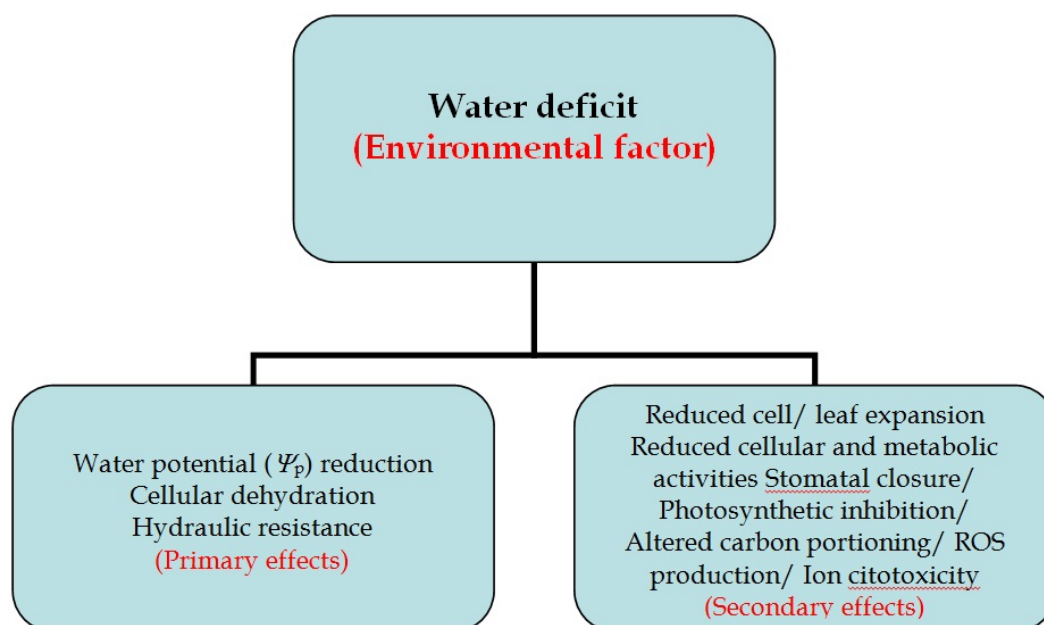 Water deficit
(Environmental factor)
Water potential (Ψp) reduction
Cellular dehydration
Hydraulic resistance
(Primary effects)
Reduced cell/ leaf expansion
Reduced cellular and metabolic
activities Stomatal closure/
Photosynthetic inhibition/
Altered carbon portioning/ ROS
production/ Ion citotoxicity
(Secondary effects)